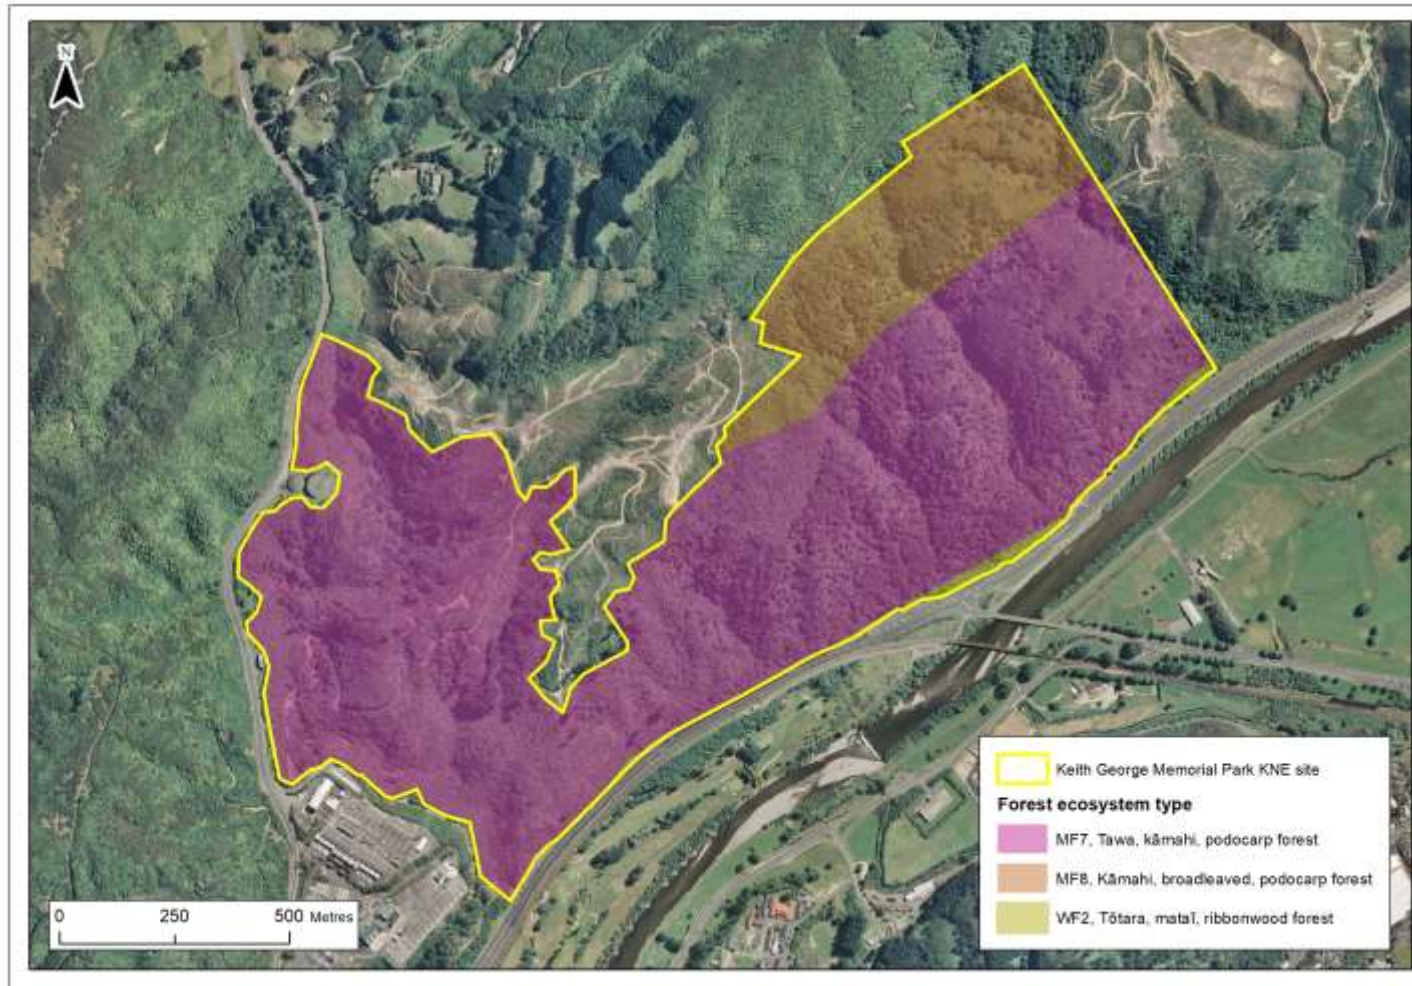 N
Keith George Memorial Park KNE site
Forest ecosystem type
MF7, Tawa, kāmahi, podocarp forest
MF8, Kāmahi, broadleaved, podocarp forest
WF2, Tōtara, mataī, ribbonwood forest
0 250 500 Metres